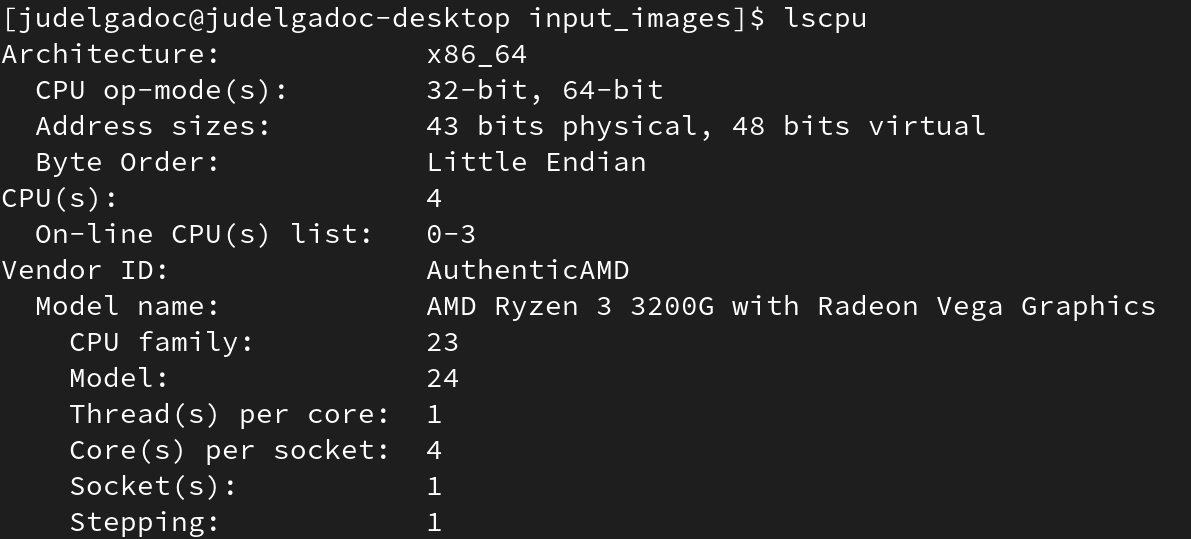 [judelgadoc@judelgadoc-desktop input_images]$ lscpu
Architecture:            x86_64
  CPU op-mode(s):        32-bit, 64-bit
  Address sizes:         43 bits physical, 48 bits virtual
  Byte Order:            Little Endian
CPU(s):                  4
  On-line CPU(s) list:   0-3
Vendor ID:               AuthenticAMD
  Model name:            AMD Ryzen 3 3200G with Radeon Vega Graphics
    CPU family:          23
    Model:               24
    Thread(s) per core:  1
    Core(s) per socket:  4
    Socket(s):           1
    Stepping:            1